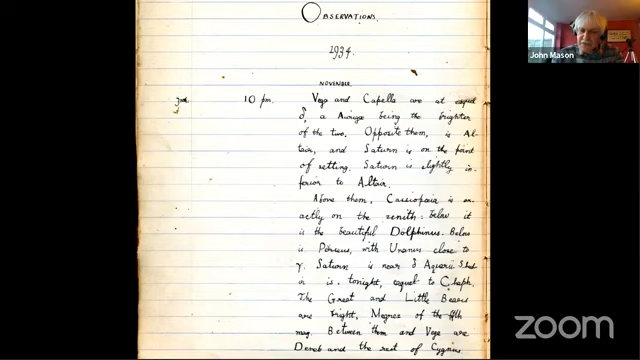 OBSERVATIONS.
1934.
NOVEMBER.
3rd 10 pm. Vega and Capella are at equal
δ, α Aurigæ being the brighter
of the two. Opposite them, is Al-
tair, and Saturn is on the point
of setting. Saturn is slightly in-
ferior to Altair.
Above them, Cassiopaia is ex-
actly on the zenith: below it
is the beautiful Dolphinus. Below
is Perseus, with Uranus close to
γ. Saturn is near δ Aquarii
is tonight, equal to C
The Great and Little Bears
are bright, Megrez of the fifth
mag. Between them and Vega are
Deneb and the rest of Cygnus,
John Mason
zoom